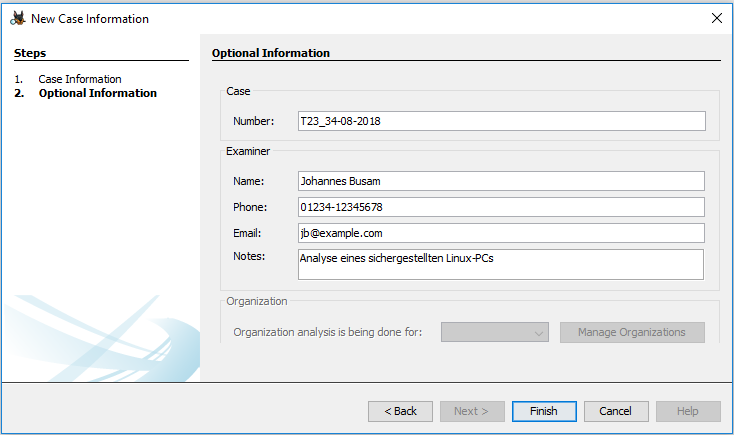 New Case Information
Steps
1. Case Information
2. Optional Information
Optional Information
Case
Number: T23_34-08-2018
Examiner
Name: Johannes Busam
Phone: 01234-12345678
Email: jb@example.com
Notes: Analyse eines sichergestellten Linux-PCs
Organization
Organization analysis is being done for: Manage Organizations
< Back Next > Finish Cancel Help